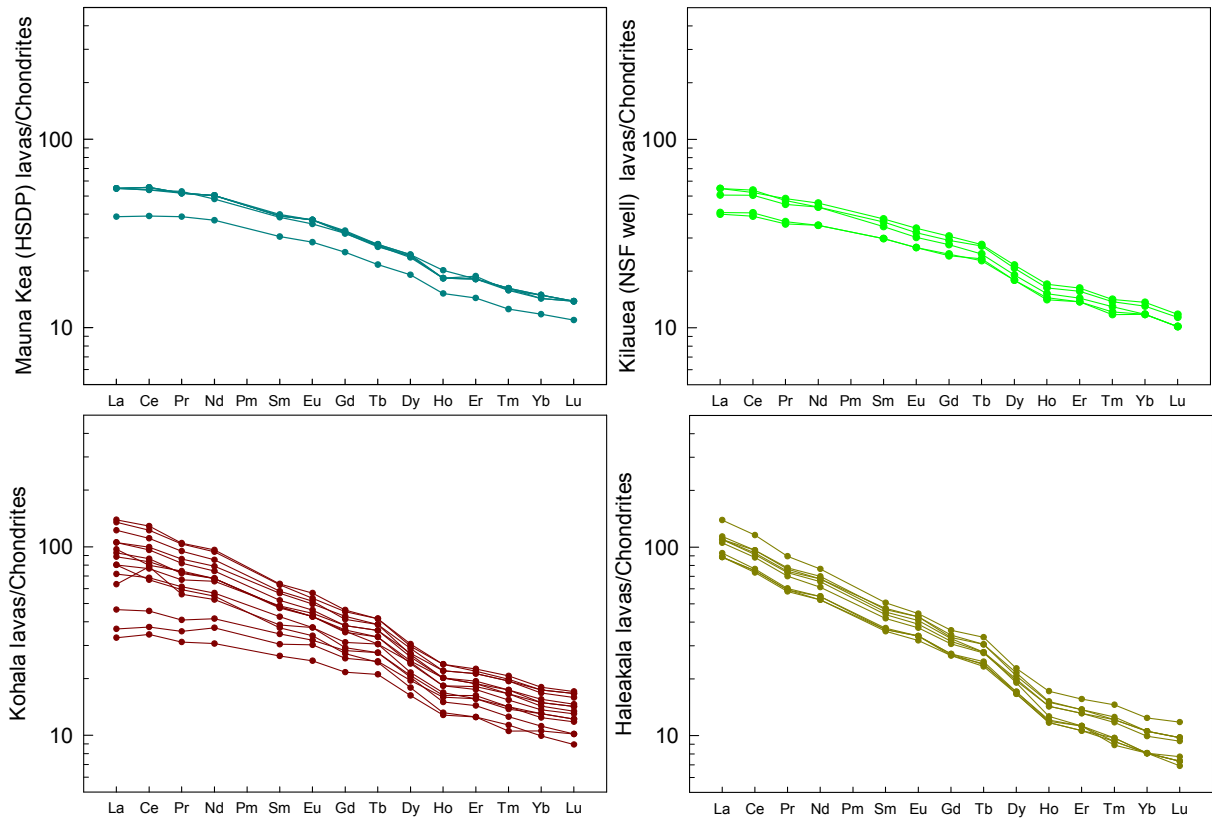 Mauna Kea (HSDP) lavas/Chondrites
100
10
La Ce Pr Nd Pm Sm Eu Gd Tb Dy Ho Er Tm Yb Lu
Kilauea (NSF well)  lavas/Chondrites
100
10
La Ce Pr Nd Pm Sm Eu Gd Tb Dy Ho Er Tm Yb Lu
Kohala lavas/Chondrites
100
10
La Ce Pr Nd Pm Sm Eu Gd Tb Dy Ho Er Tm Yb Lu
Haleakala lavas/Chondrites
100
10
La Ce Pr Nd Pm Sm Eu Gd Tb Dy Ho Er Tm Yb Lu